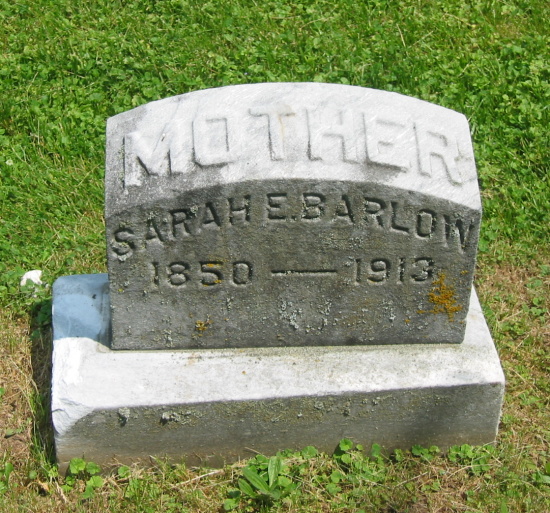 MOTHER
SARAH E. BARLOW
1850 — 1913